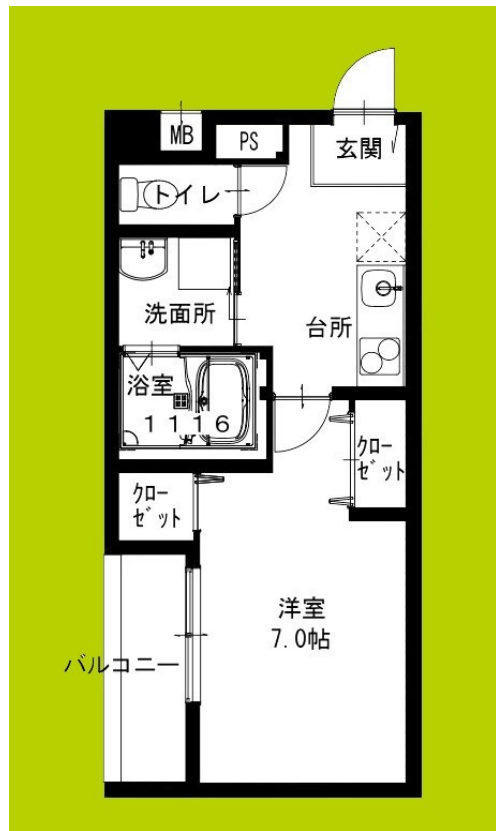 MB
PS
玄関
トイレ
洗面所
台所
浴室
1116
クロー
ゼット
クロー
ゼット
洋室
7.0帖
バルコニー